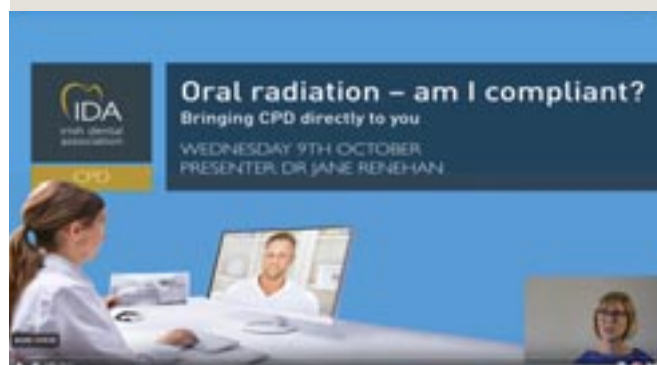 IDA
irish dental
association
CPD
Oral radiation – am I compliant?
Bringing CPD directly to you
WEDNESDAY 9TH OCTOBER
PRESENTER: DR JANE RENEHAN